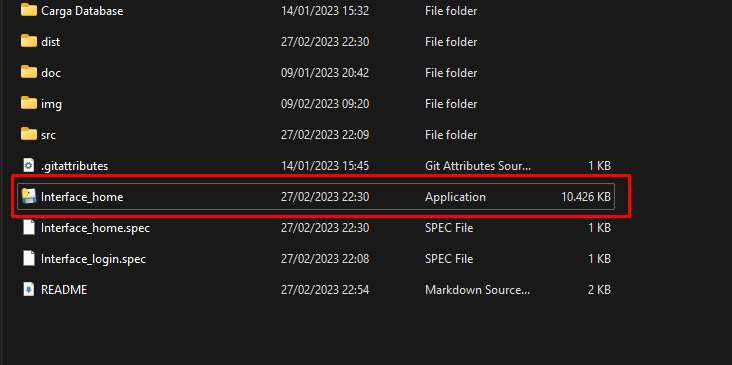 Carga Database 14/01/2023 15:32 File folder
dist 27/02/2023 22:30 File folder
doc 09/01/2023 20:42 File folder
img 09/02/2023 09:20 File folder
src 27/02/2023 22:09 File folder
.gitattributes 14/01/2023 15:45 Git Attributes Sour... 1 KB
Interface_home 27/02/2023 22:30 Application 10.426 KB
Interface_home.spec 27/02/2023 22:30 SPEC File 1 KB
Interface_login.spec 27/02/2023 22:08 SPEC File 1 KB
README 27/02/2023 22:54 Markdown Source... 2 KB